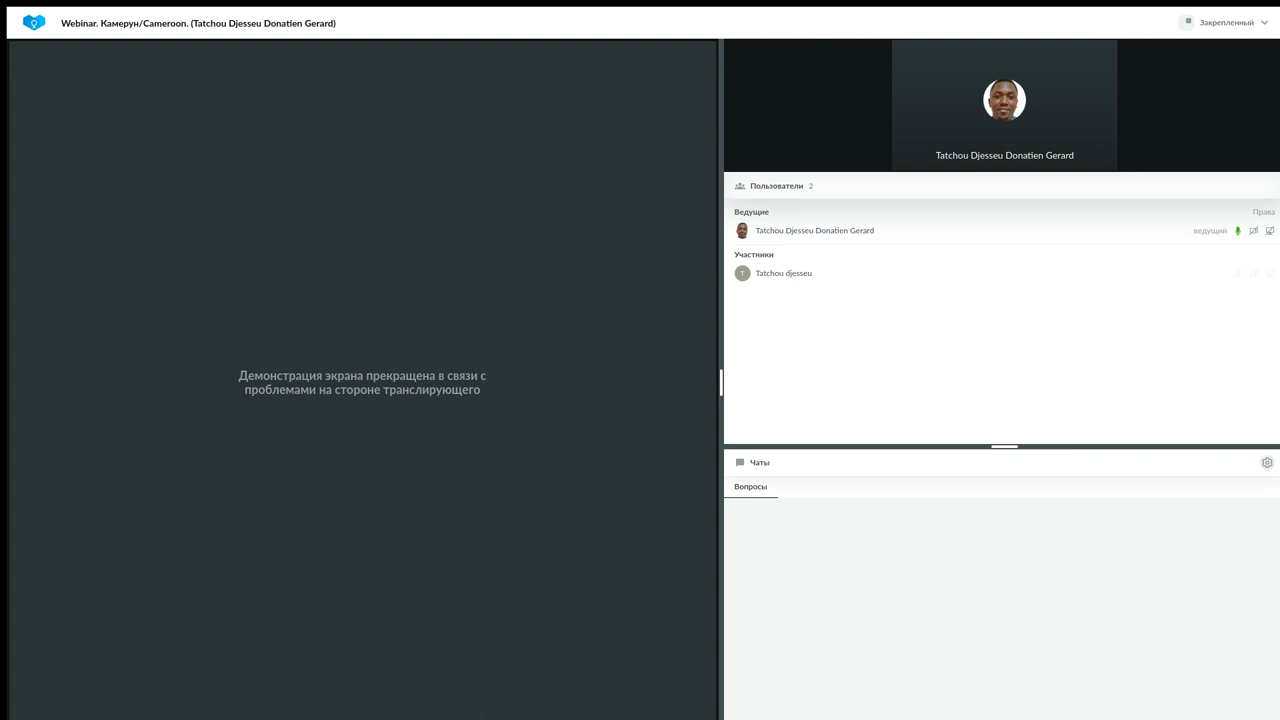 Webinar. Камерун/Cameroon. (Tatchou Djesseu Donatien Gerard)
Закрепленный
Tatchou Djesseu Donatien Gerard
Пользователи 2
Ведущие Права
Tatchou Djesseu Donatien Gerard ведущий
Участники
T Tatchou djesseu
Демонстрация экрана прекращена в связи с
проблемами на стороне транслирующего
Чаты
Вопросы